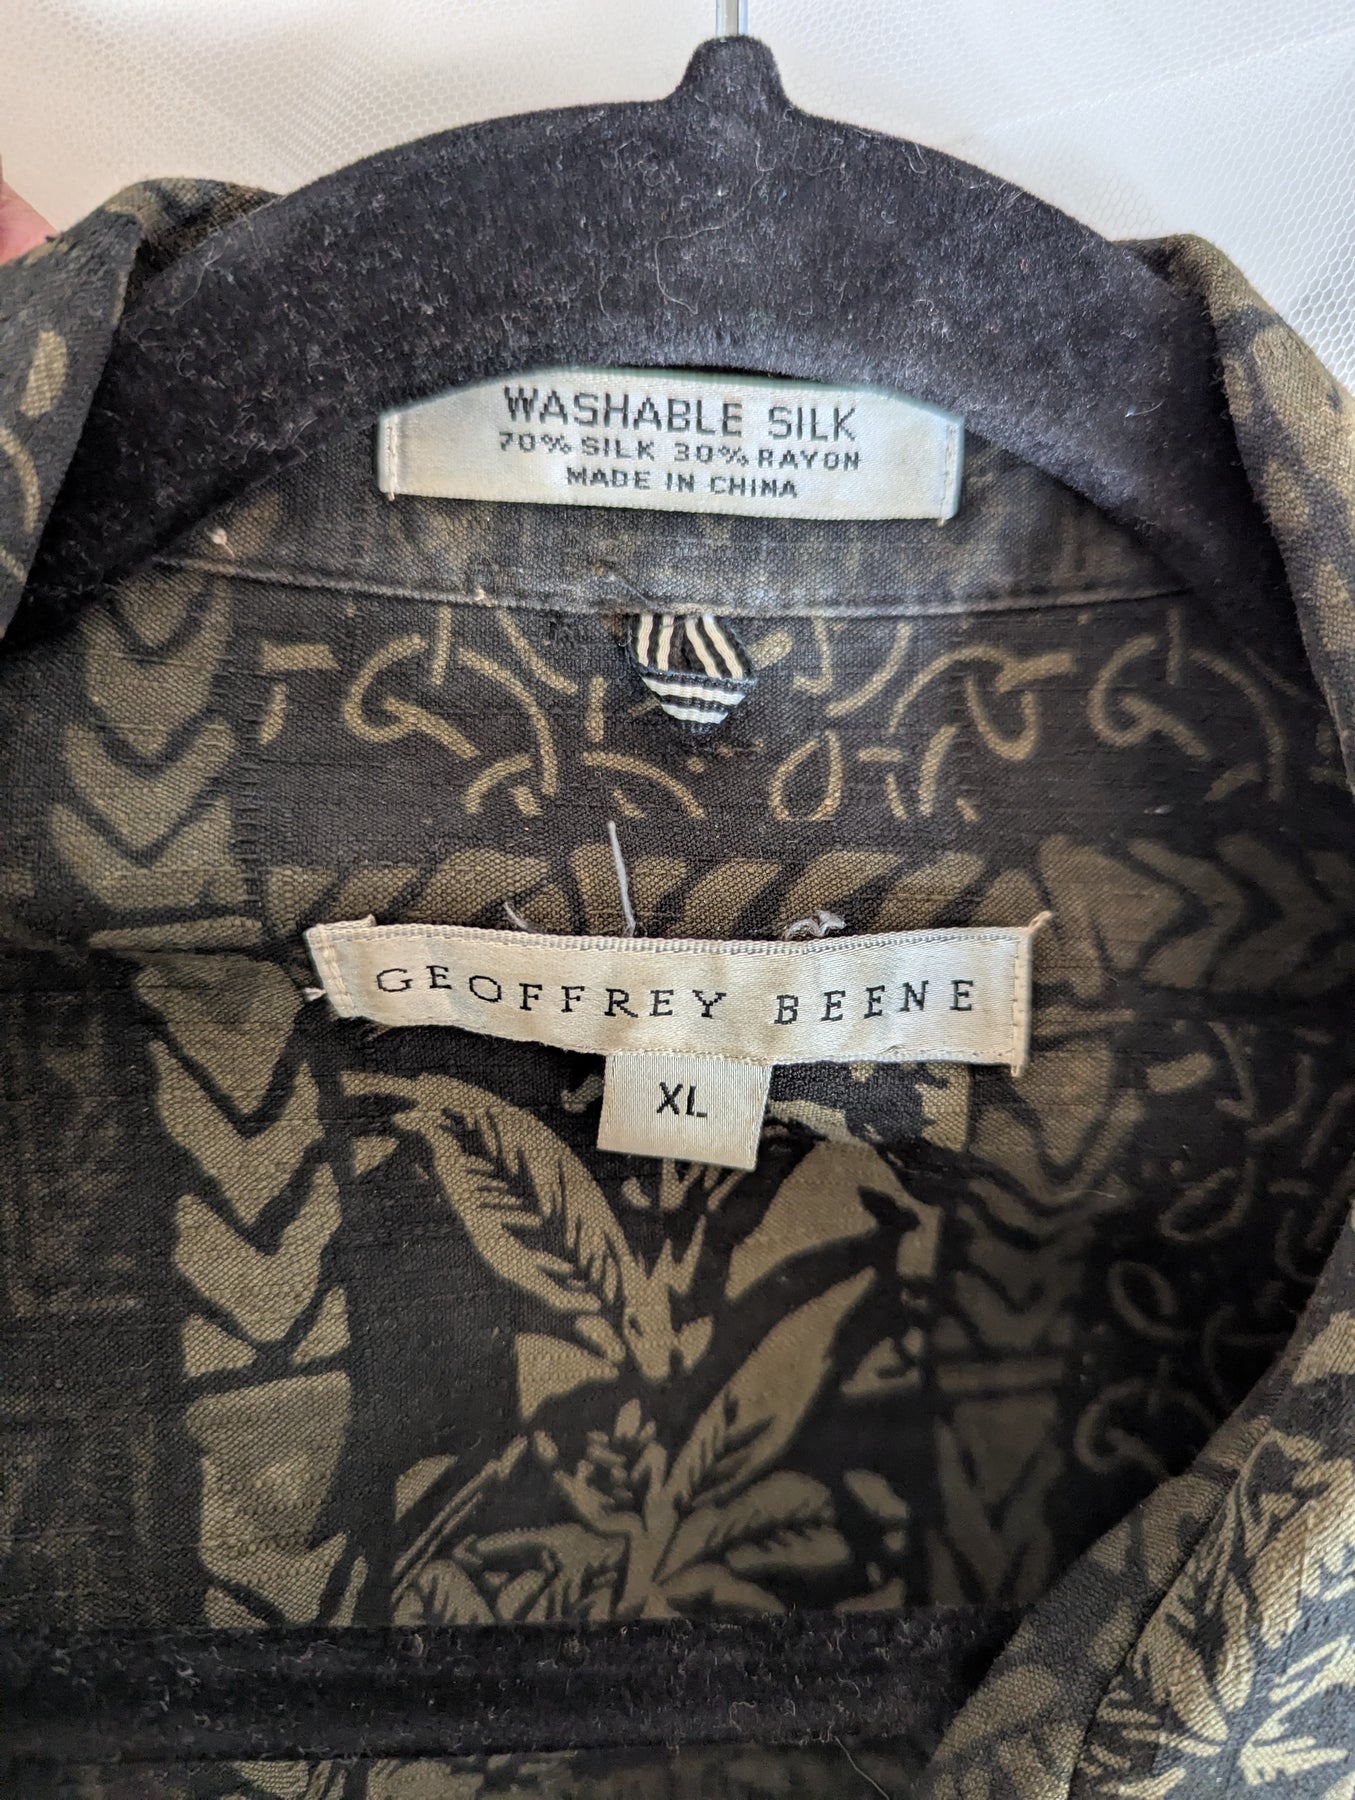 WASHABLE SILK
70% SILK 30% RAYON
MADE IN CHINA
GEOFFREY BEENE
XL